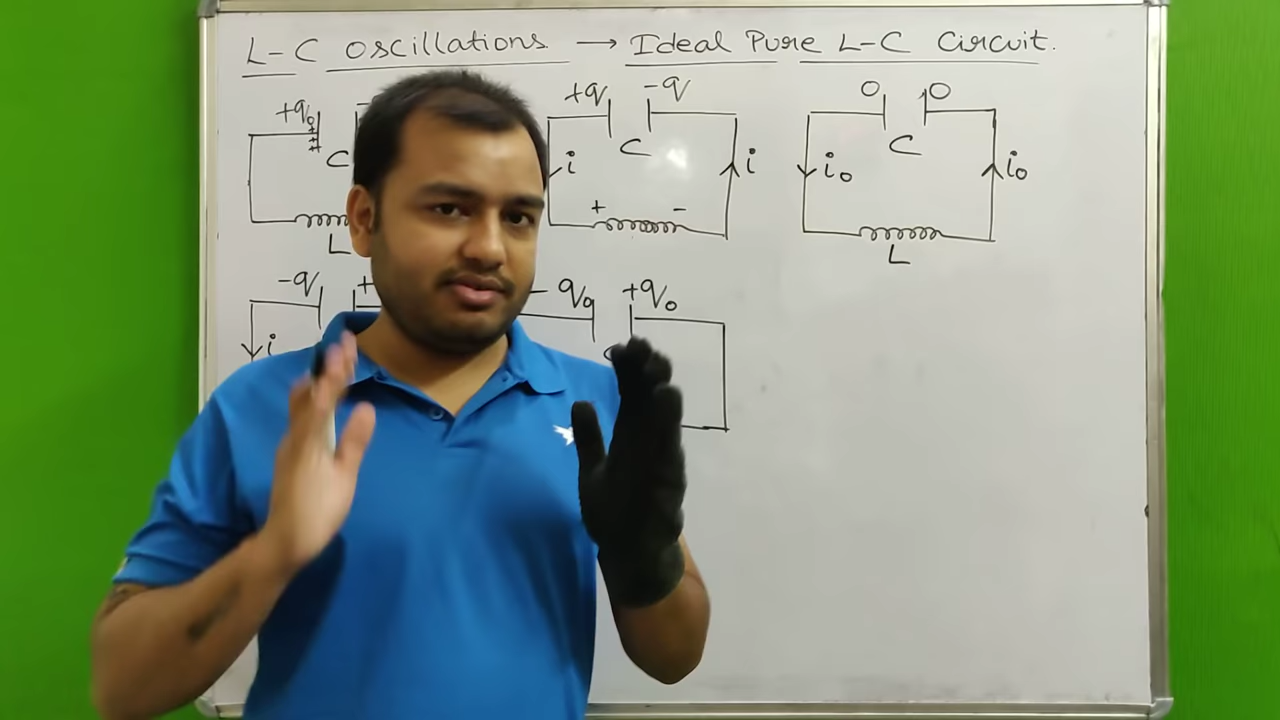 L-C Oscillations → Ideal Pure L-C Circuit.
+q₀ C L
+q -q C i i + -
0 0 C i₀ i₀ L
-q + i
-q₀ +q₀